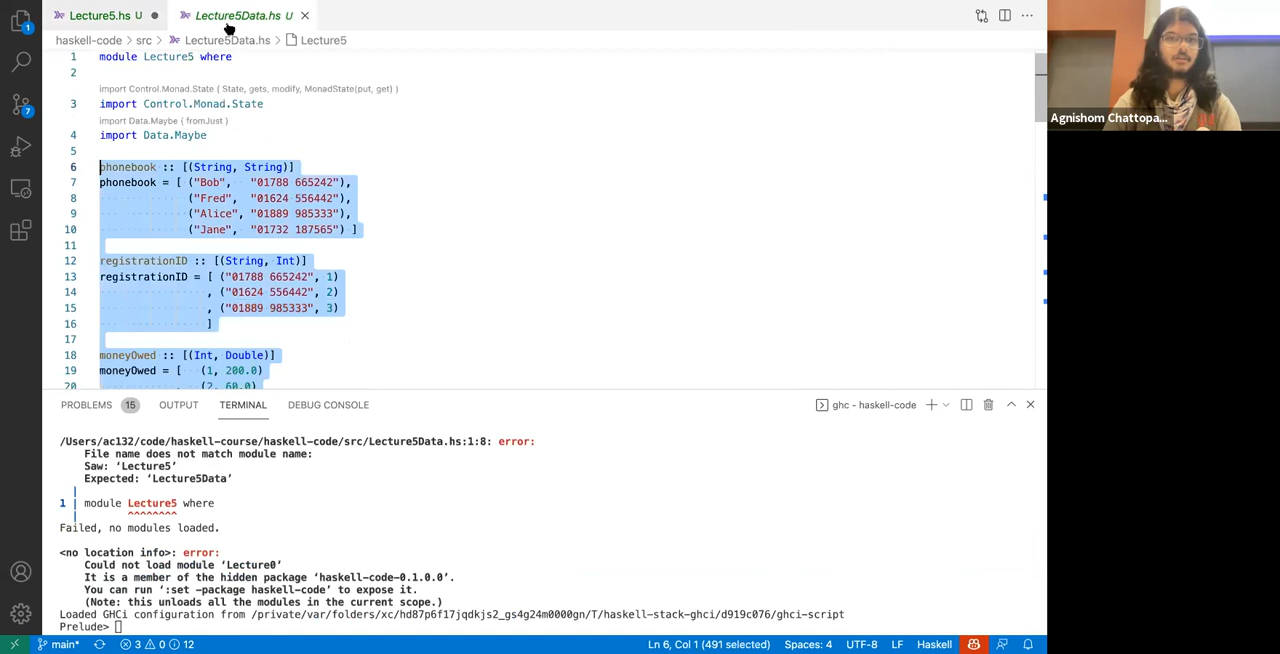 Lecture5.hs U
Lecture5Data.hs U
haskell-code > src > Lecture5Data.hs > Lecture5
1 module Lecture5 where
2
import Control.Monad.State ( State, gets, modify, MonadState(put, get) )
3 import Control.Monad.State
import Data.Maybe ( fromJust )
4 import Data.Maybe
5
6 phonebook :: [(String, String)]
7 phonebook = [ ("Bob", "01788 665242"),
8 ("Fred", "01624 556442"),
9 ("Alice", "01889 985333"),
10 ("Jane", "01732 187565") ]
11
12 registrationID :: [(String, Int)]
13 registrationID = [ ("01788 665242", 1)
14 , ("01624 556442", 2)
15 , ("01889 985333", 3)
16 ]
17
18 moneyOwed :: [(Int, Double)]
19 moneyOwed = [ (1, 200.0)
20 , (2, 60.0)
Agnishom Chattopa...
1
7
PROBLEMS 15 OUTPUT TERMINAL DEBUG CONSOLE
ghc - haskell-code
/Users/ac132/code/haskell-course/haskell-code/src/Lecture5Data.hs:1:8: error:
File name does not match module name:
Saw: ‘Lecture5’
Expected: ‘Lecture5Data’
|
1 | module Lecture5 where
| ^^^^^^^^
Failed, no modules loaded.
<no location info>: error:
Could not load module ‘Lecture0’
It is a member of the hidden package ‘haskell-code-0.1.0.0’.
You can run ‘:set -package haskell-code’ to expose it.
(Note: this unloads all the modules in the current scope.)
Loaded GHCi configuration from /private/var/folders/xc/hd87p6f17jqdkjs2_gs4g24m0000gn/T/haskell-stack-ghci/d919c076/ghci-script
Prelude>
main* 3 0 12
Ln 6, Col 1 (491 selected) Spaces: 4 UTF-8 LF Haskell